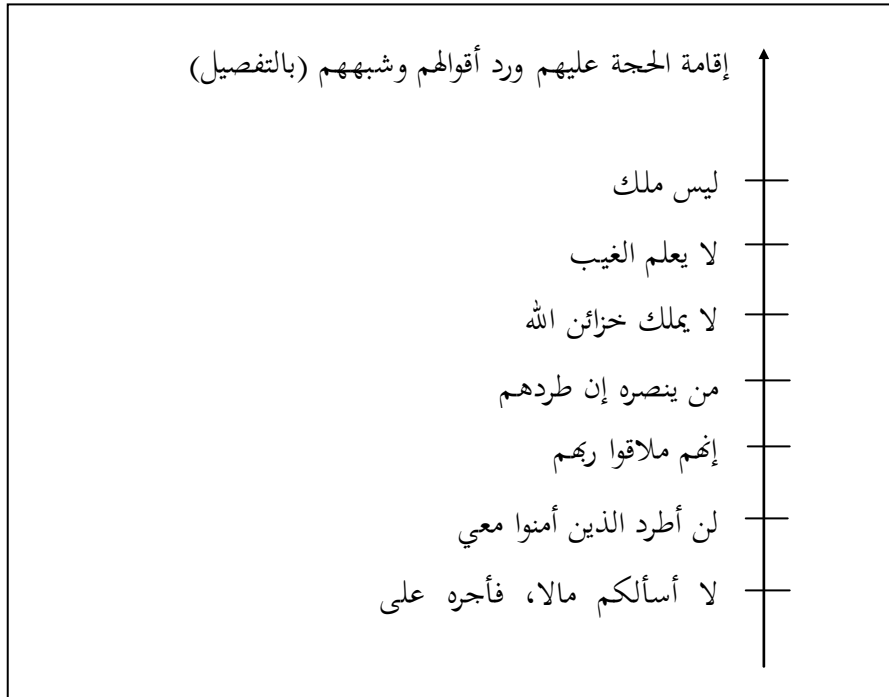 إقامة الحجة عليهم ورد أقوالهم وشبههم (بالتفصيل)
ليس ملك
لا يعلم الغيب
لا يملك خزائن الله
من ينصره إن طردهم
إنهم ملاقوا ربهم
لن أطرد الذين أمنوا معي
لا أسألكم مالا، فأجره على